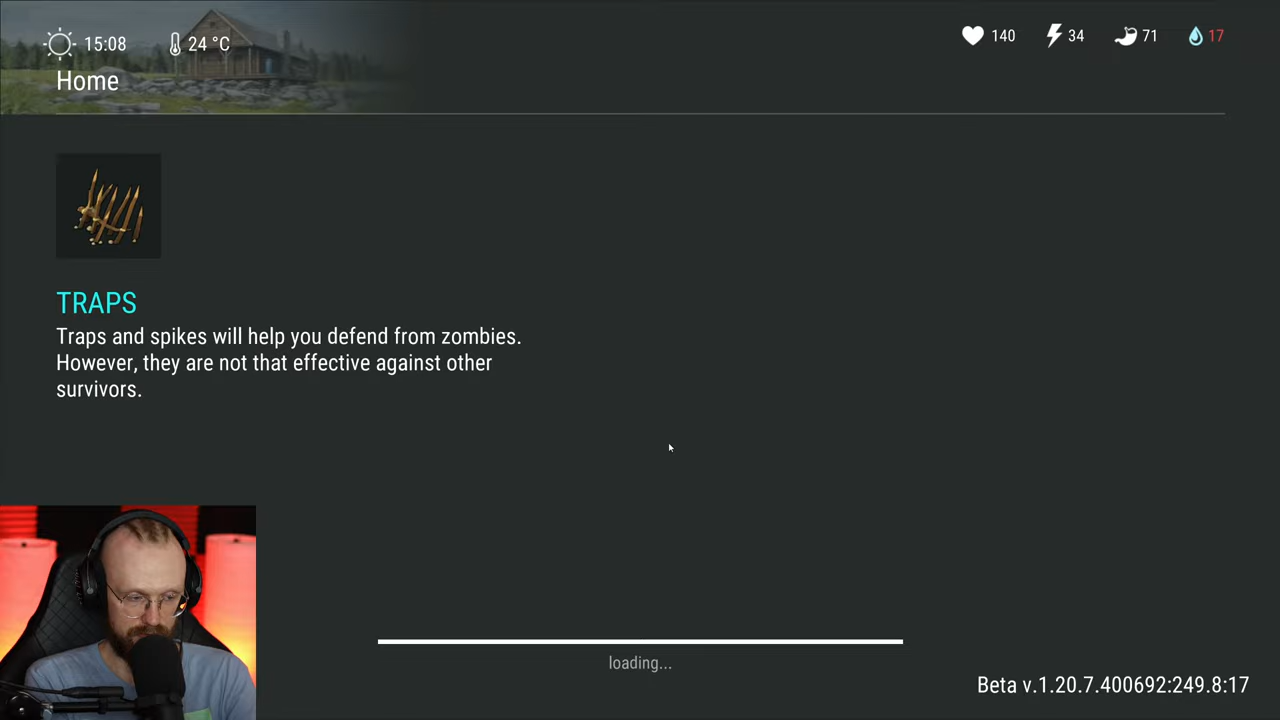 15:08 24 °C 140 34 71 17
Home
TRAPS
Traps and spikes will help you defend from zombies.
However, they are not that effective against other
survivors.
loading...
Beta v.1.20.7.400692:249.8:17